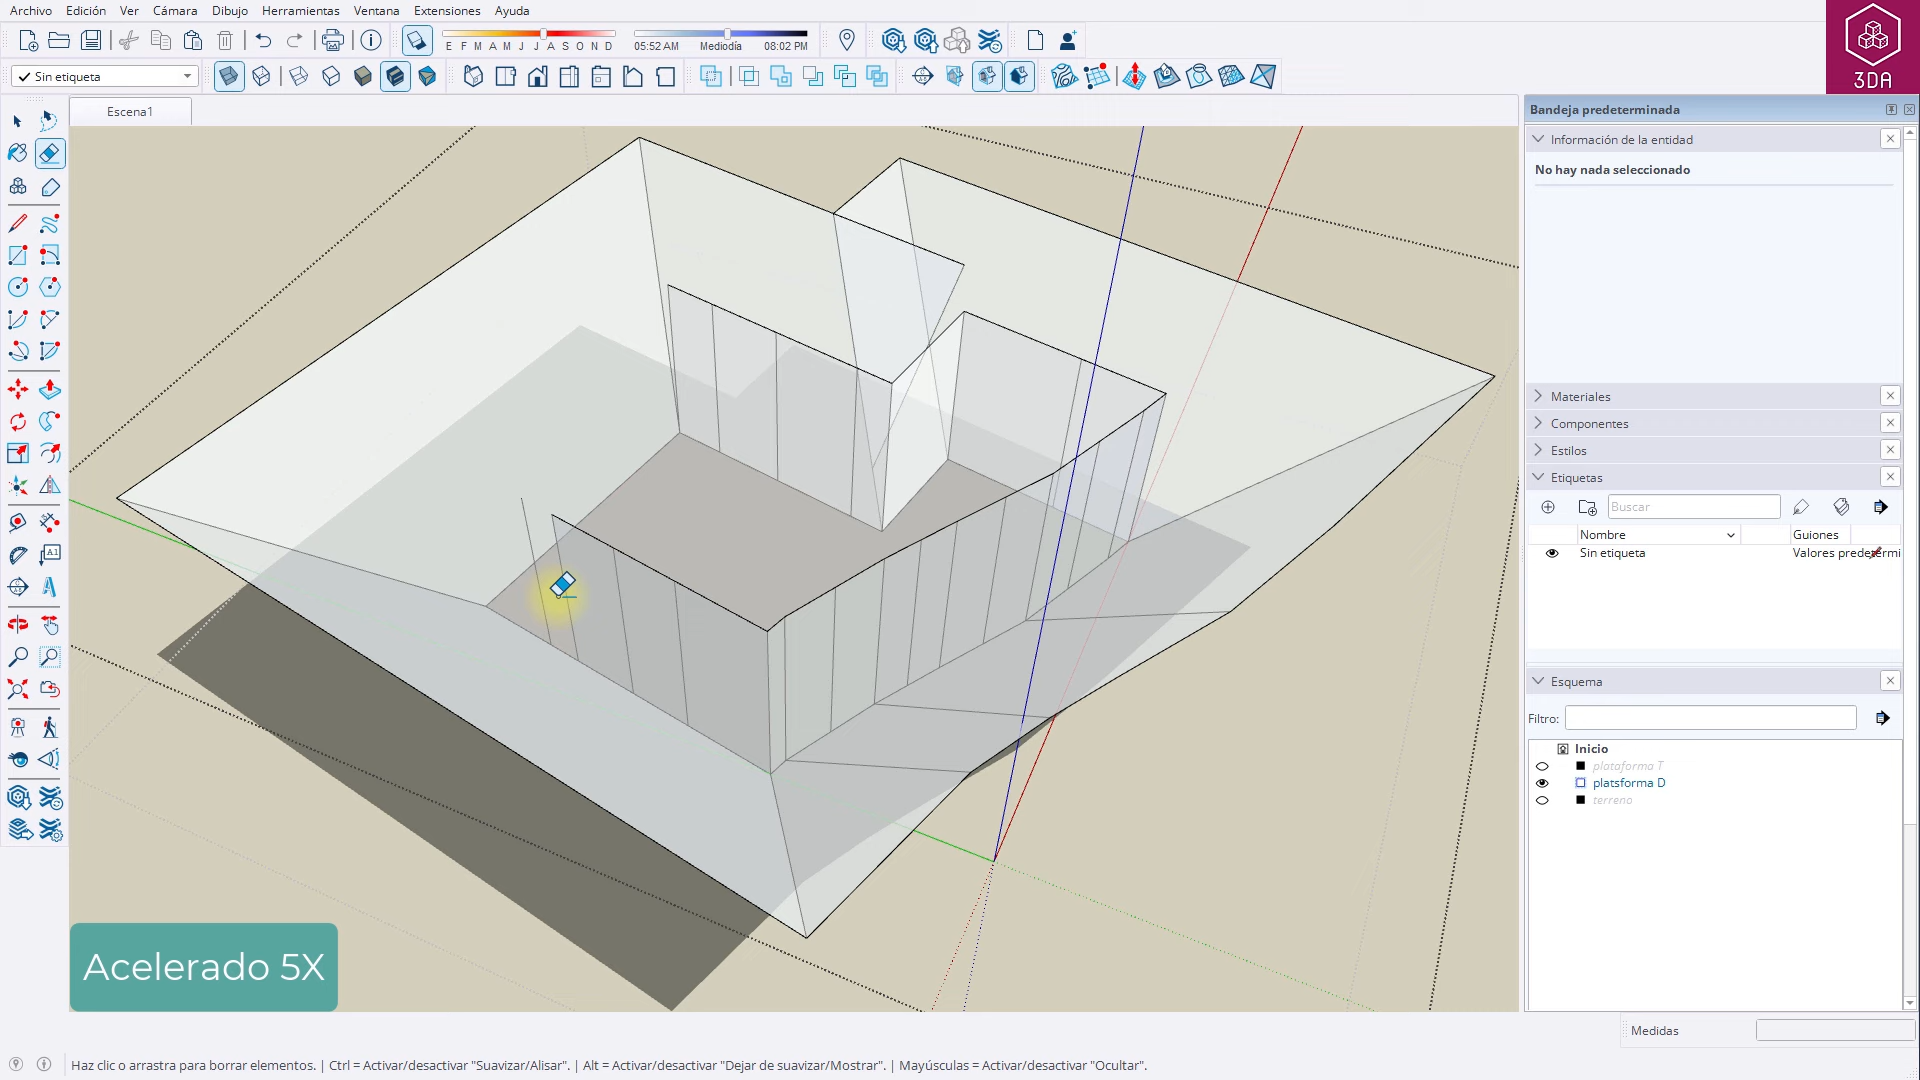 Archivo Edición Ver Cámara Dibujo Herramientas Ventana Extensiones Ayuda
E F M A M J J A S O N D
05:52 AM Mediodía 08:02 PM
3DA
Sin etiqueta
Escena1
Bandeja predeterminada
Información de la entidad
No hay nada seleccionado
Materiales
Componentes
Estilos
Etiquetas
Buscar
Nombre Guiones
Sin etiqueta Valores predetermi
Esquema
Filtro:
Inicio
plataforma T
platsforma D
terreno
Acelerado 5X
Medidas
Haz clic o arrastra para borrar elementos. | Ctrl = Activar/desactivar "Suavizar/Alisar". | Alt = Activar/desactivar "Dejar de suavizar/Mostrar". | Mayúsculas = Activar/desactivar "Ocultar".